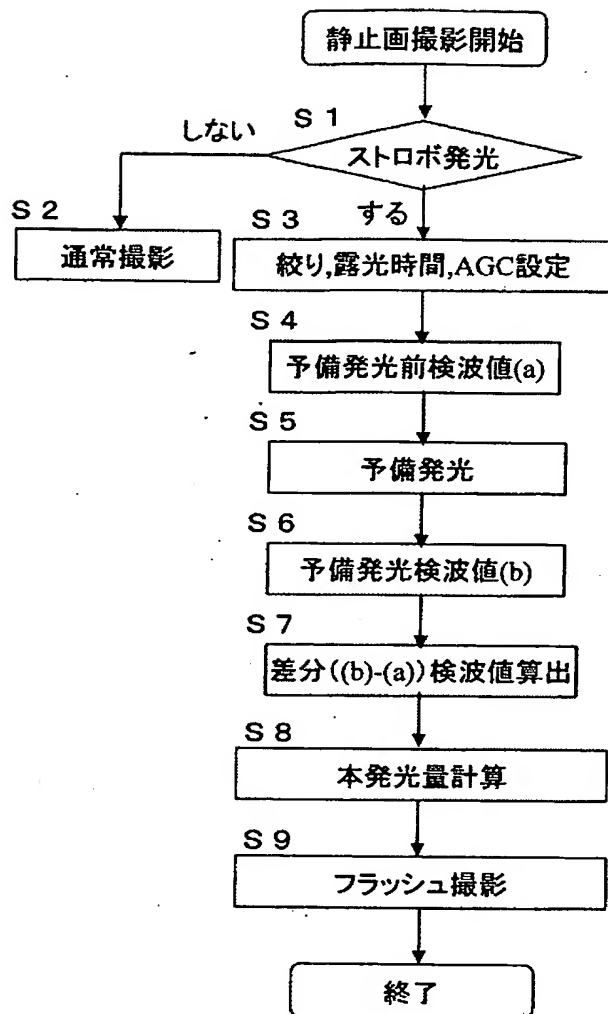 静止画撮影開始
S 1
しない
ストロボ発光
S 2
する
S 3
通常撮影
絞り,露光時間,AGC設定
S 4
予備発光前検波値(a)
S 5
予備発光
S 6
予備発光検波値(b)
S 7
差分((b)-(a))検波値算出
S 8
本発光量計算
S 9
フラッシュ撮影
終了